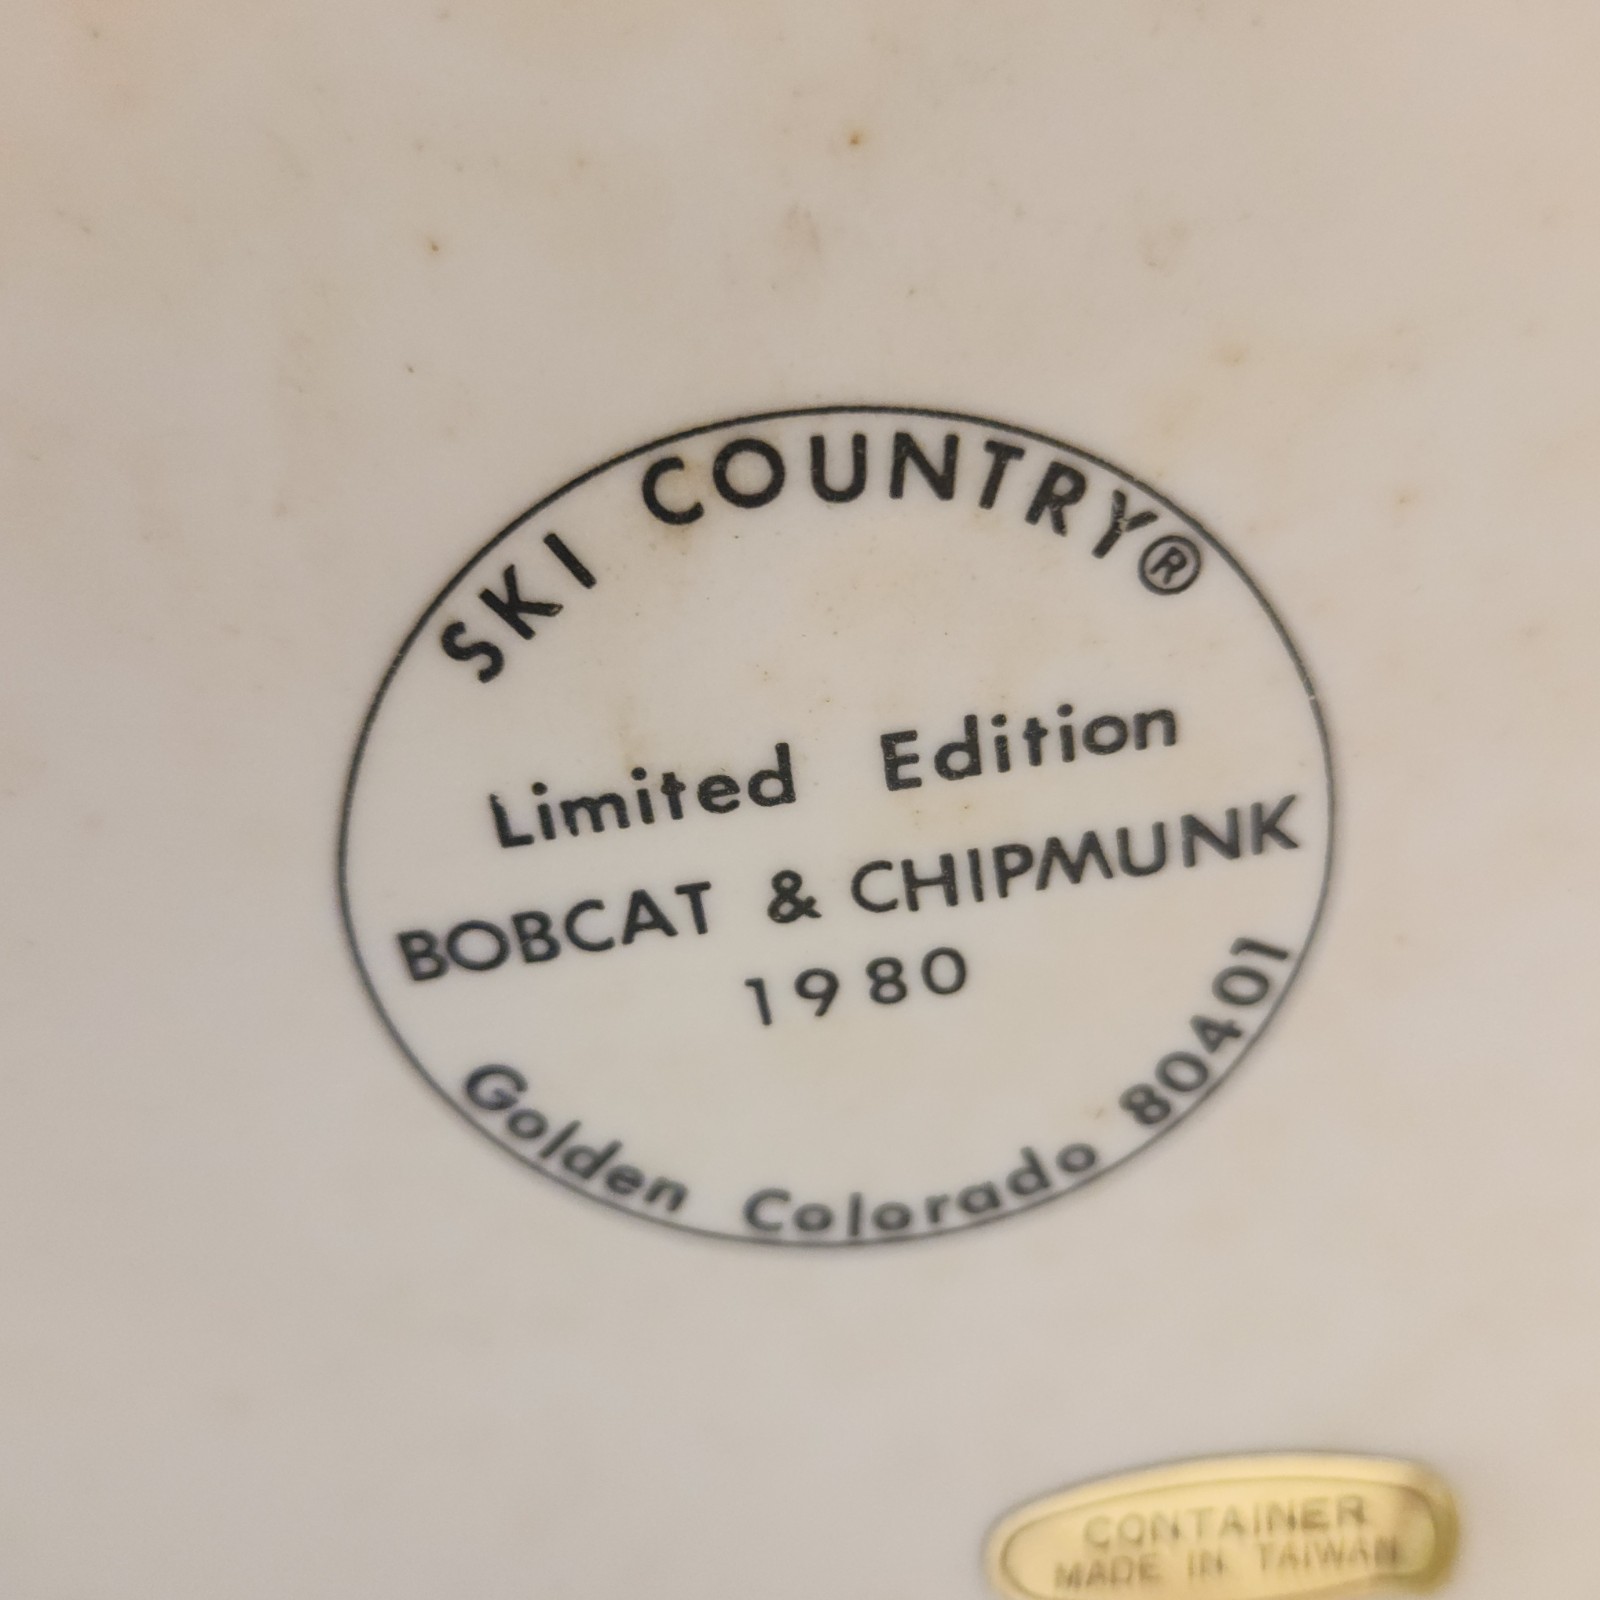 SKI COUNTRY®
Limited Edition
BOBCAT & CHIPMUNK
1980
Golden Colorado 80401
CONTAINER
MADE IN TAIWAN